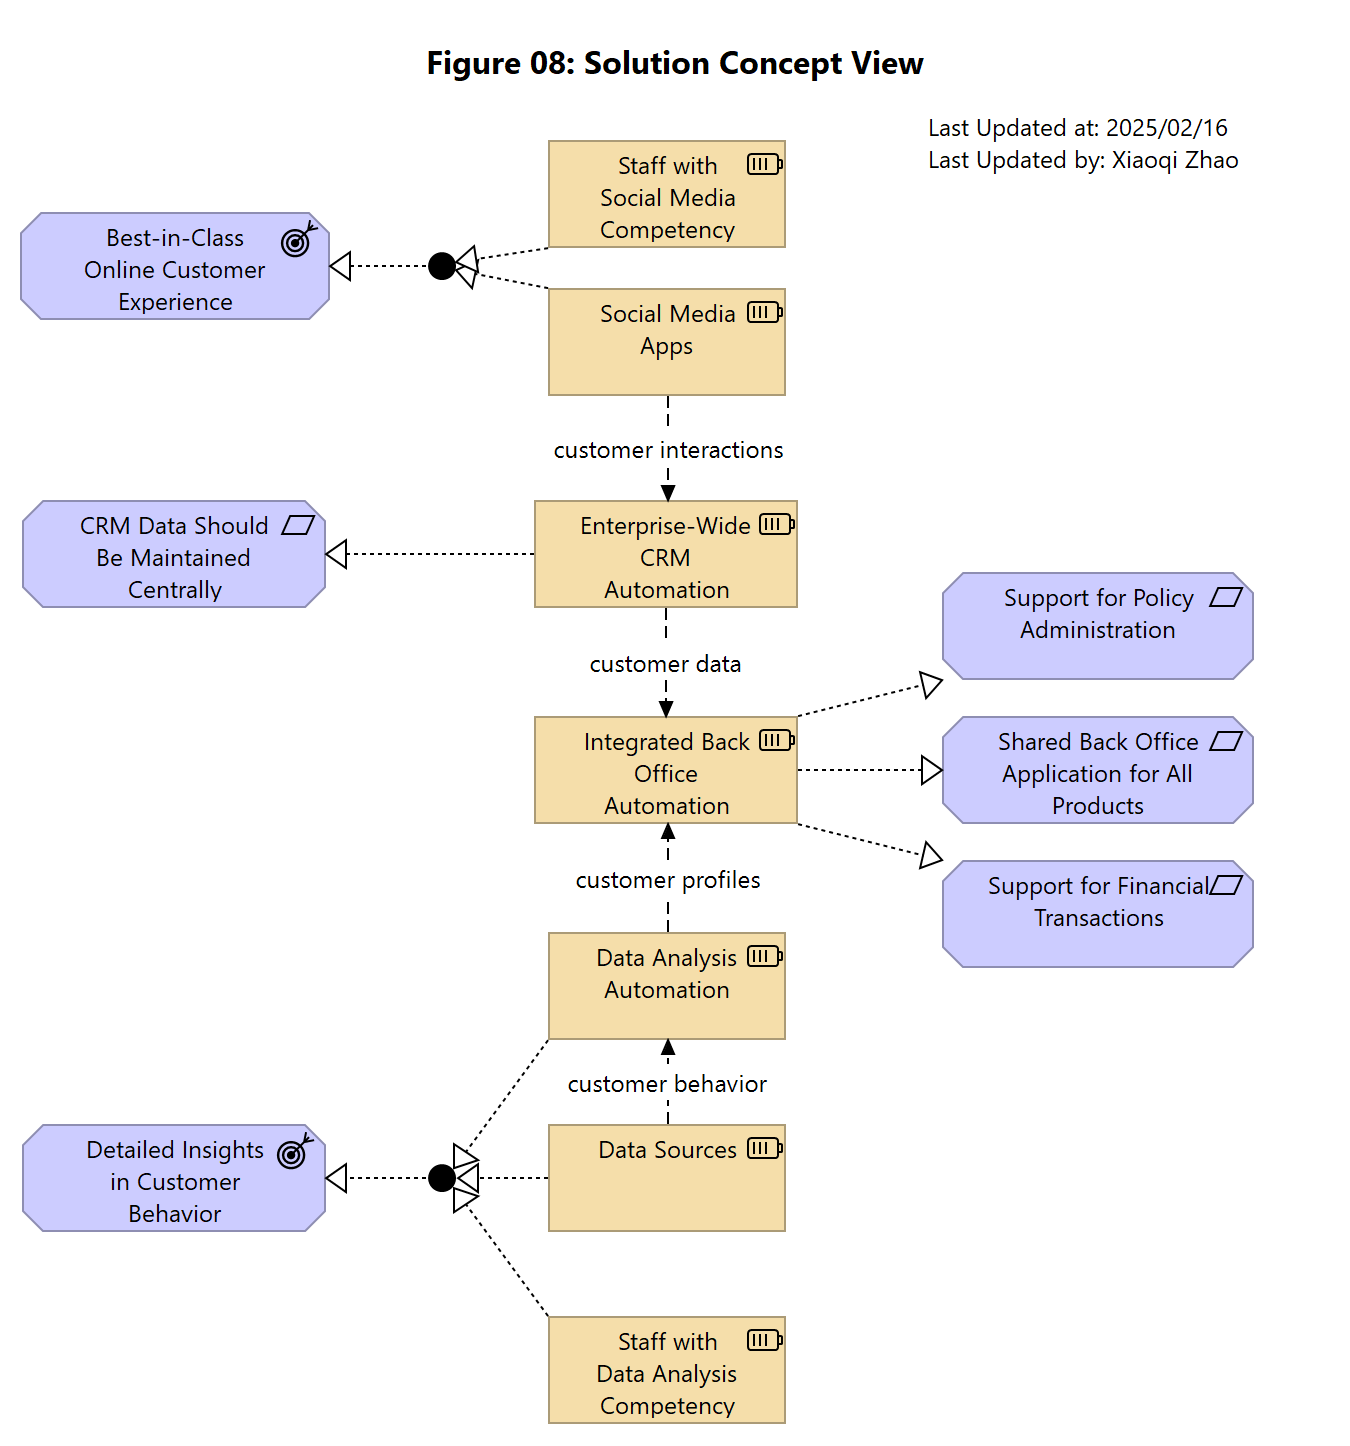 Figure 08: Solution Concept View
Last Updated at: 2025/02/16
Last Updated by: Xiaoqi Zhao
Staff with
Social Media
Competency
Best-in-Class
Online Customer
Experience
Social Media
Apps
customer interactions
CRM Data Should
Be Maintained
Centrally
Enterprise-Wide
CRM
Automation
Support for Policy
Administration
customer data
Integrated Back
Office
Automation
Shared Back Office
Application for All
Products
customer profiles
Support for Financial
Transactions
Data Analysis
Automation
customer behavior
Detailed Insights
in Customer
Behavior
Data Sources
Staff with
Data Analysis
Competency